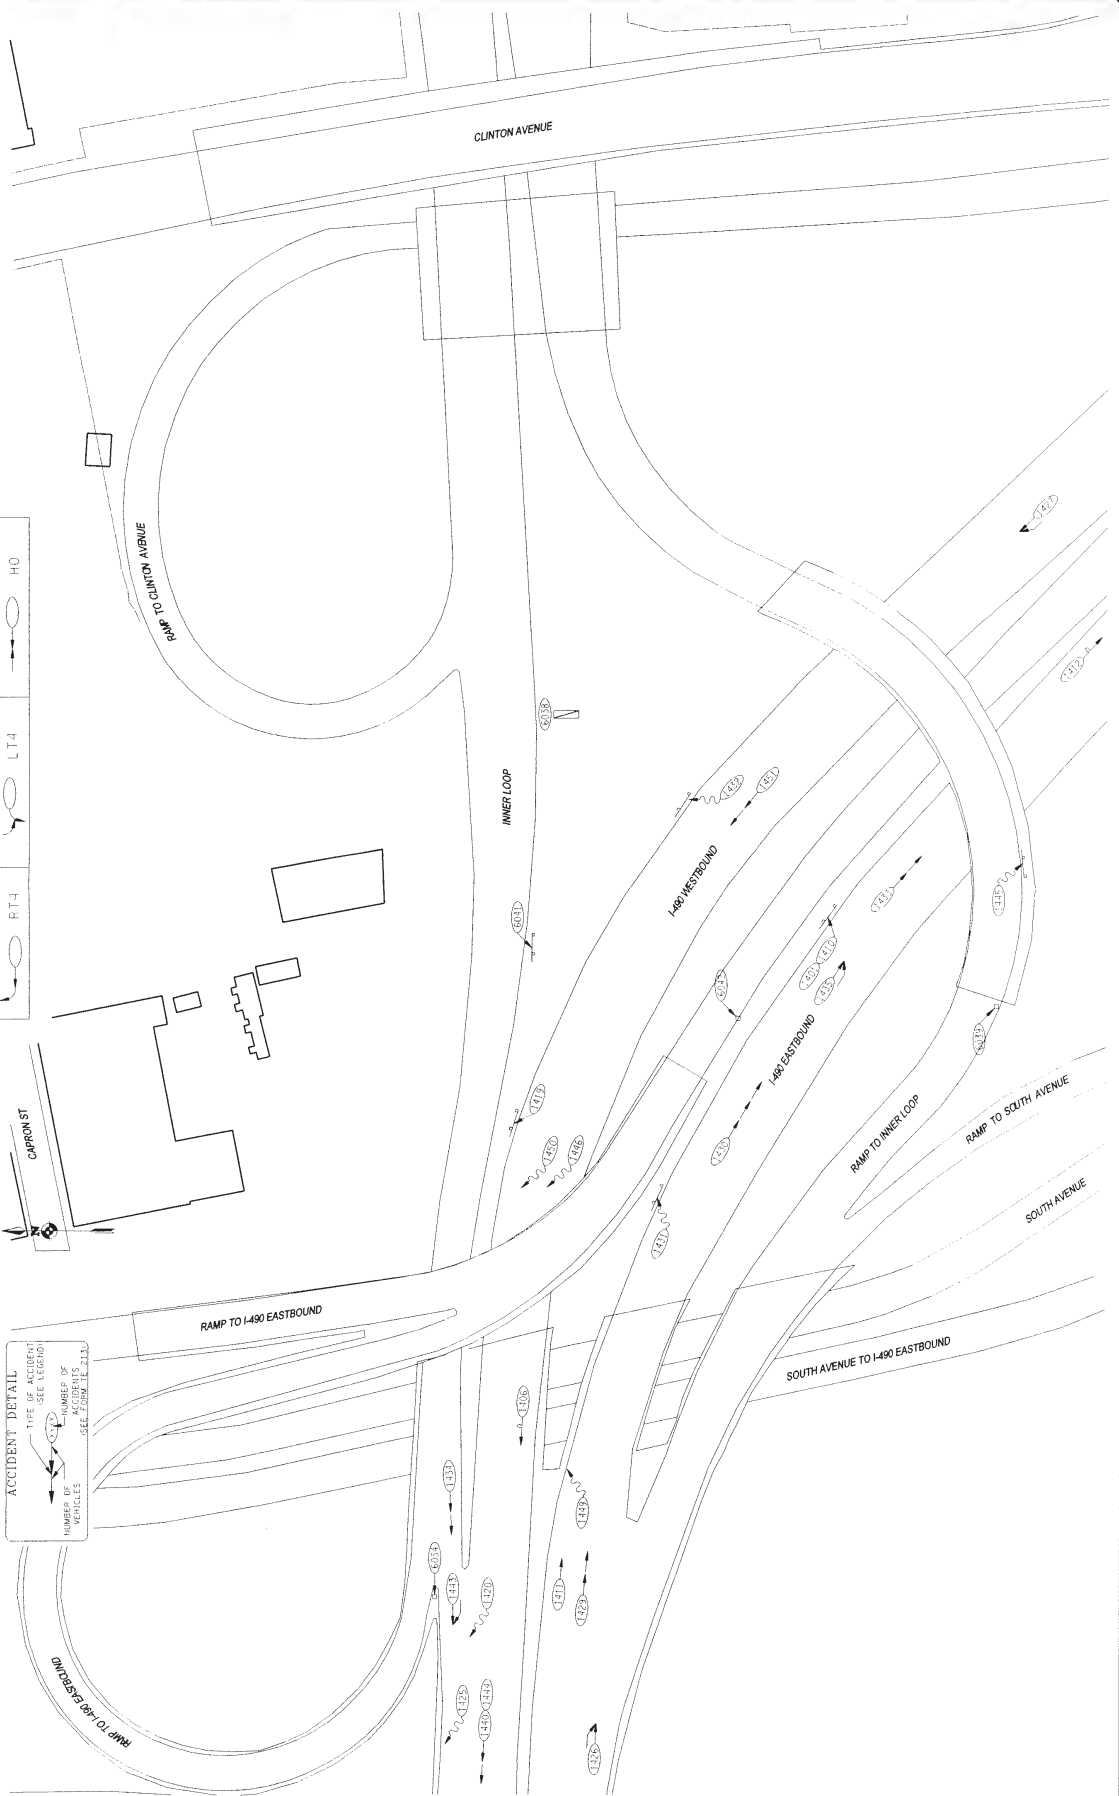 CLINTON AVENUE
1427
RAMP TO CLINTON AVENUE
HO
1412
LT4
6038
INNER LOOP
1432
1451
I-490 WESTBOUND
RT4
1433
1445
6041
1410
1401
1435
I-490 EASTBOUND
6039
1419
RAMP TO SOUTH AVENUE
RAMP TO INNER LOOP
CAPRON ST
1450
1446
1430
SOUTH AVENUE
N
1431
RAMP TO I-490 EASTBOUND
SOUTH AVENUE TO I-490 EASTBOUND
ACCIDENT DETAIL
TYPE OF ACCIDENT
(SEE LEGEND)
NUMBER OF
ACCIDENTS
NUMBER OF
VEHICLES
1406
1434
1449
6034
1443
1420
1411
1429
RAMP TO I-490 EASTBOUND
1425
1444
1440
1426